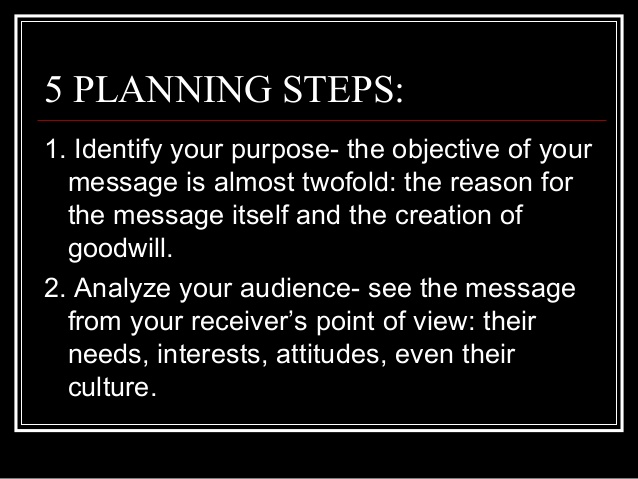 5 PLANNING STEPS:
1. Identify your purpose- the objective of your
message is almost twofold: the reason for
the message itself and the creation of
goodwill.
2. Analyze your audience- see the message
from your receiver’s point of view: their
needs, interests, attitudes, even their
culture.